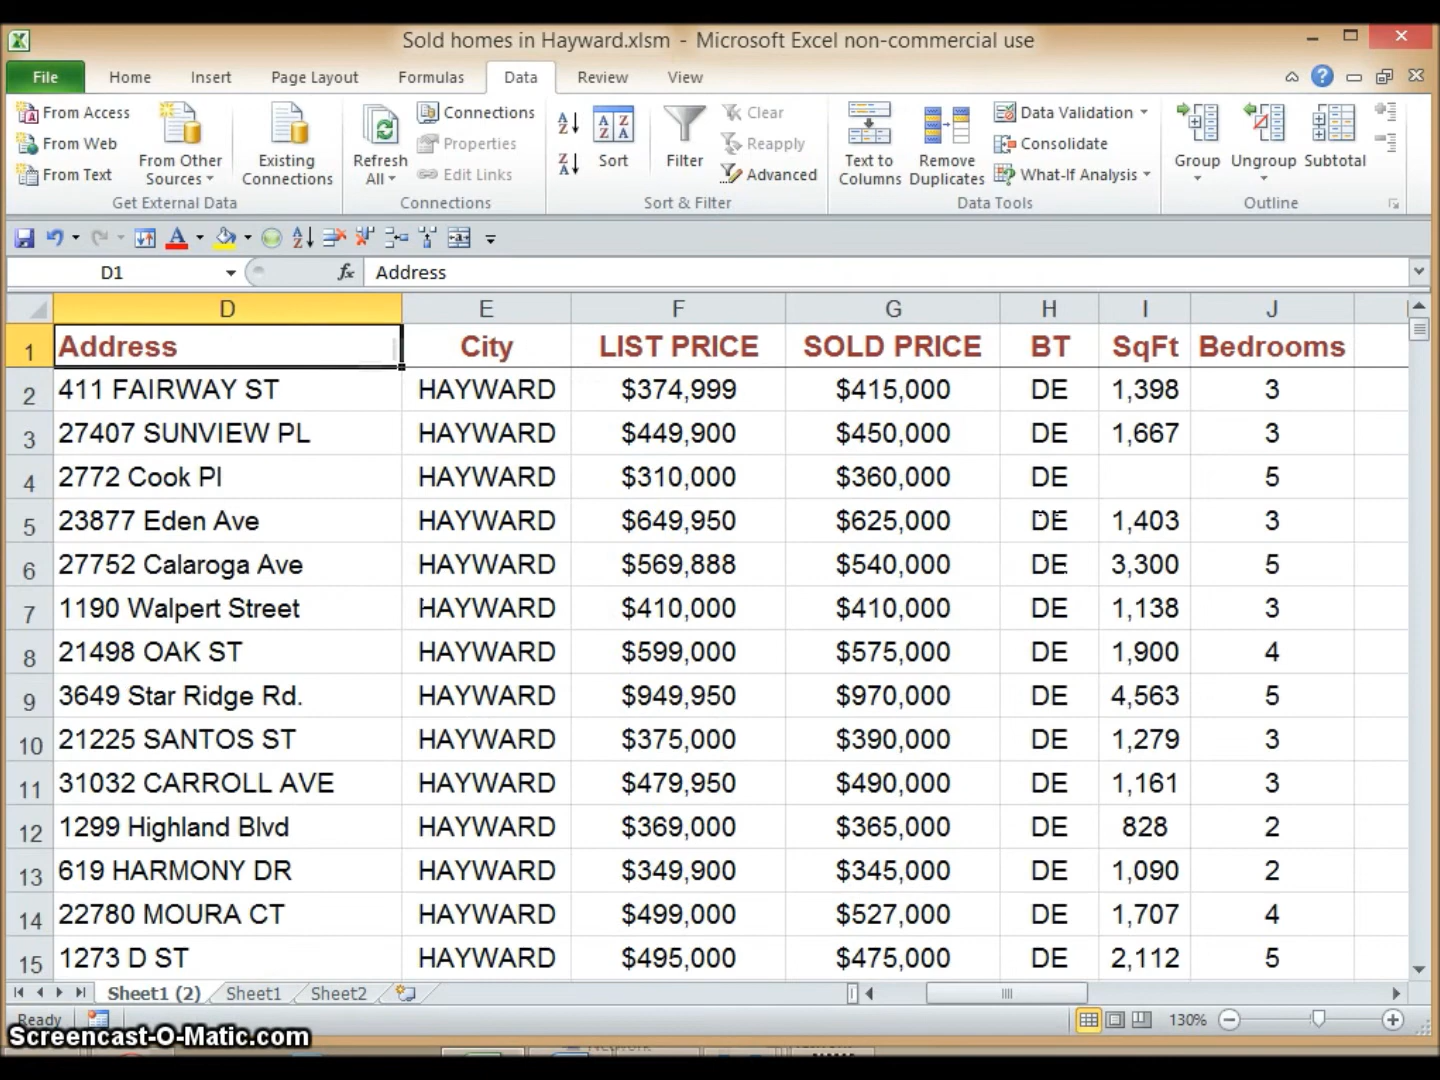 Sold homes in Hayward.xlsm - Microsoft Excel non-commercial use
File Home Insert Page Layout Formulas Data Review View
From Access
From Web
From Text
From Other Sources
Existing Connections
Get External Data
Refresh All
Connections
Properties
Edit Links
Connections
Sort
Filter
Clear
Reapply
Advanced
Sort & Filter
Text to Columns
Remove Duplicates
Data Validation
Consolidate
What-If Analysis
Data Tools
Group
Ungroup
Subtotal
Outline
D1 fx Address
D E F G H I J
1 Address City LIST PRICE SOLD PRICE BT SqFt Bedrooms
2 411 FAIRWAY ST HAYWARD $374,999 $415,000 DE 1,398 3
3 27407 SUNVIEW PL HAYWARD $449,900 $450,000 DE 1,667 3
4 2772 Cook Pl HAYWARD $310,000 $360,000 DE 5
5 23877 Eden Ave HAYWARD $649,950 $625,000 DE 1,403 3
6 27752 Calaroga Ave HAYWARD $569,888 $540,000 DE 3,300 5
7 1190 Walpert Street HAYWARD $410,000 $410,000 DE 1,138 3
8 21498 OAK ST HAYWARD $599,000 $575,000 DE 1,900 4
9 3649 Star Ridge Rd. HAYWARD $949,950 $970,000 DE 4,563 5
10 21225 SANTOS ST HAYWARD $375,000 $390,000 DE 1,279 3
11 31032 CARROLL AVE HAYWARD $479,950 $490,000 DE 1,161 3
12 1299 Highland Blvd HAYWARD $369,000 $365,000 DE 828 2
13 619 HARMONY DR HAYWARD $349,900 $345,000 DE 1,090 2
14 22780 MOURA CT HAYWARD $499,000 $527,000 DE 1,707 4
15 1273 D ST HAYWARD $495,000 $475,000 DE 2,112 5
Sheet1 (2) Sheet1 Sheet2
Ready 130%
Screencast-O-Matic.com